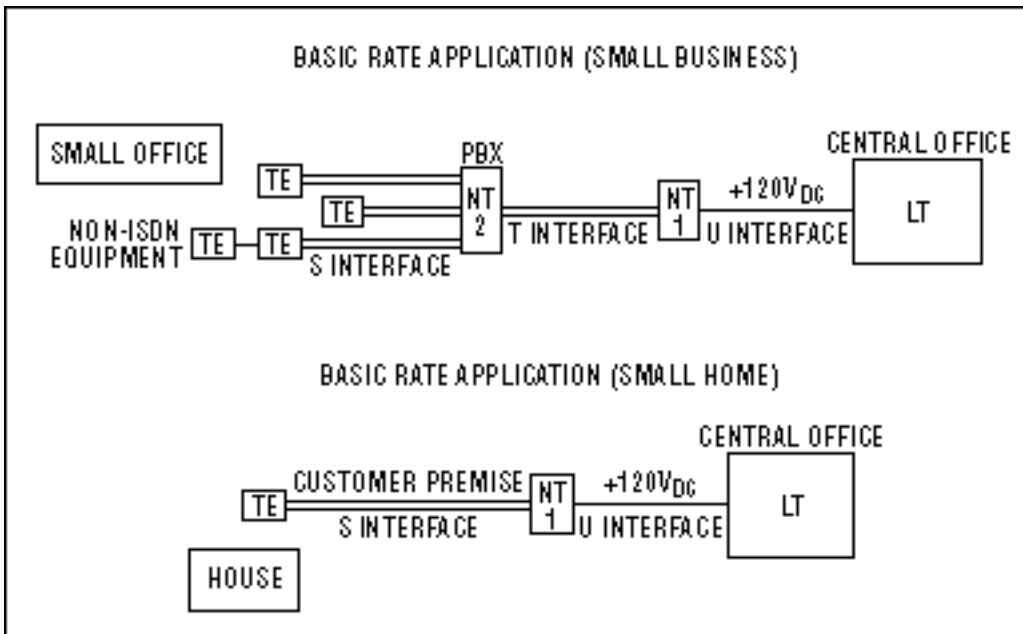 BASIC RATE APPLICATION (SMALL BUSINESS)
SMALL OFFICE
PBX
CENTRAL OFFICE
TE
NT
2
TE
NT
1
+120VDC
LT
NON-ISDN
EQUIPMENT
TE
TE
S INTERFACE
T INTERFACE
U INTERFACE
BASIC RATE APPLICATION (SMALL HOME)
CENTRAL OFFICE
TE
CUSTOMER PREMISE
S INTERFACE
NT
1
+120VDC
U INTERFACE
LT
HOUSE